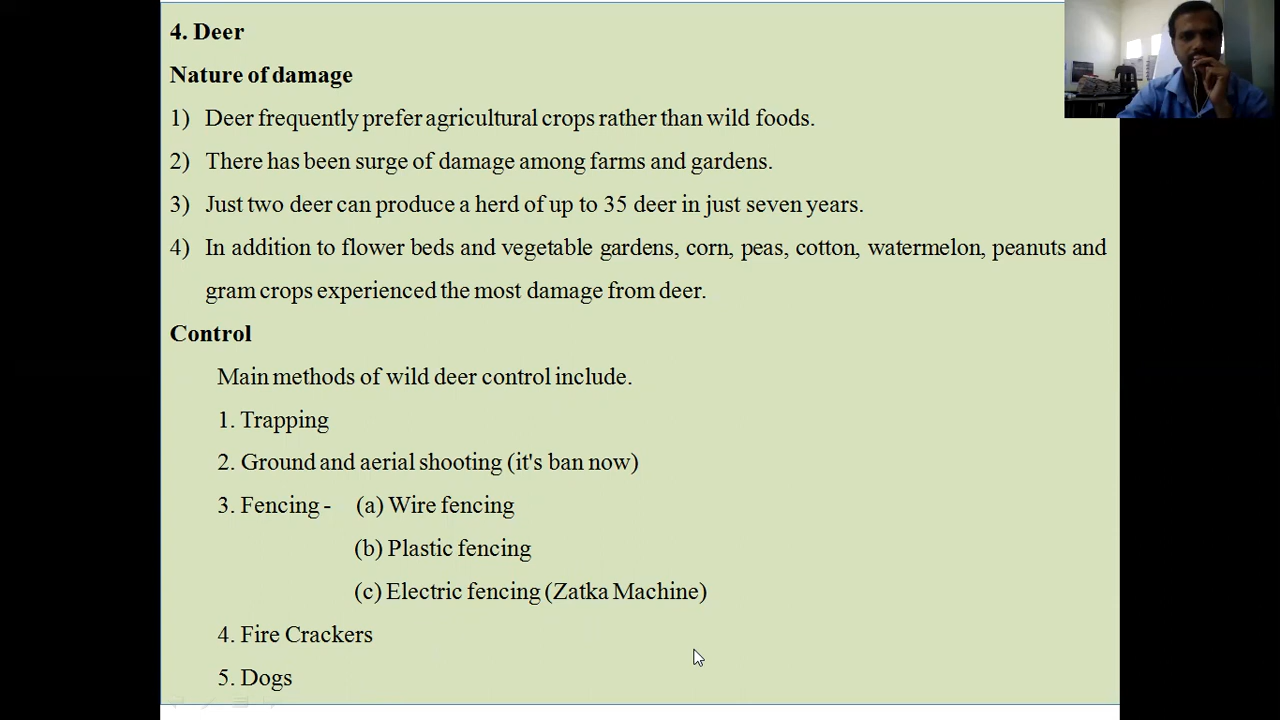 4. Deer
Nature of damage
1) Deer frequently prefer agricultural crops rather than wild foods.
2) There has been surge of damage among farms and gardens.
3) Just two deer can produce a herd of up to 35 deer in just seven years.
4) In addition to flower beds and vegetable gardens, corn, peas, cotton, watermelon, peanuts and
gram crops experienced the most damage from deer.
Control
Main methods of wild deer control include.
1. Trapping
2. Ground and aerial shooting (it's ban now)
3. Fencing - (a) Wire fencing
(b) Plastic fencing
(c) Electric fencing (Zatka Machine)
4. Fire Crackers
5. Dogs